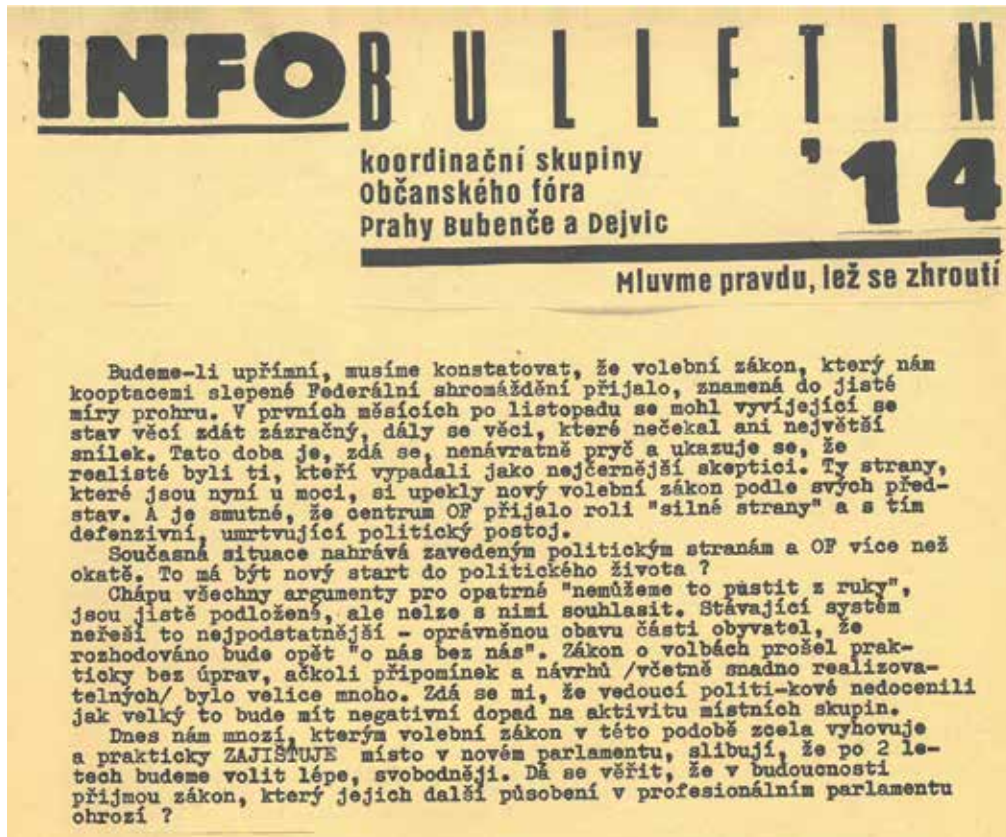 INFOBULLETIN
koordinační skupiny
Občanského fóra
Prahy Bubenče a Dejvic
'14
Mluvme pravdu, lež se zhroutí
Budeme-li upřímní, musíme konstatovat, že volební zákon, který nám
kooptacemi slepené Federální shromáždění přijalo, znamená do jisté
míry prohru. V prvních měsících po listopadu se mohl vyvíjející se
stav věcí zdát zázračný, dály se věci, které nečekal ani největší
snílek. Tato doba je, zdá se, nenávratně pryč a ukazuje se, že
realisté byli ti, kteří vypadali jako nejčernější skeptici. Ty strany,
které jsou nyní u moci, si upekly nový volební zákon podle svých před-
stav. A je smutné, že centrum OF přijalo roli "silné strany" a s tím
defenzivní, umrtvující politický postoj.
Současná situace nahrává zavedeným politickým stranám a OF více než
okatě. To má být nový start do politického života ?
Chápu všechny argumenty pro opatrné "nemůžeme to pustit z ruky",
jsou jistě podložené, ale nelze s nimi souhlasit. Stávající systém
neřeší to nejpodstatnější - oprávněnou obavu části obyvatel, že
rozhodováno bude opět "o nás bez nás". Zákon o volbách prošel prak-
ticky bez úprav, ačkoli připomínek a návrhů /včetně snadno realizova-
telných/ bylo velice mnoho. Zdá se mi, že vedoucí politi-kové nedocenili
jak velký to bude mít negativní dopad na aktivitu místních skupin.
Dnes nám mnozí, kterým volební zákon v této podobě zcela vyhovuje
a prakticky ZAJIŠŤUJE místo v novém parlamentu, slibují, že po 2 le-
tech budeme volit lépe, svobodněji. Dá se věřit, že v budoucnosti
přijmou zákon, který jejich další působení v profesionálním parlamentu
ohrozí ?